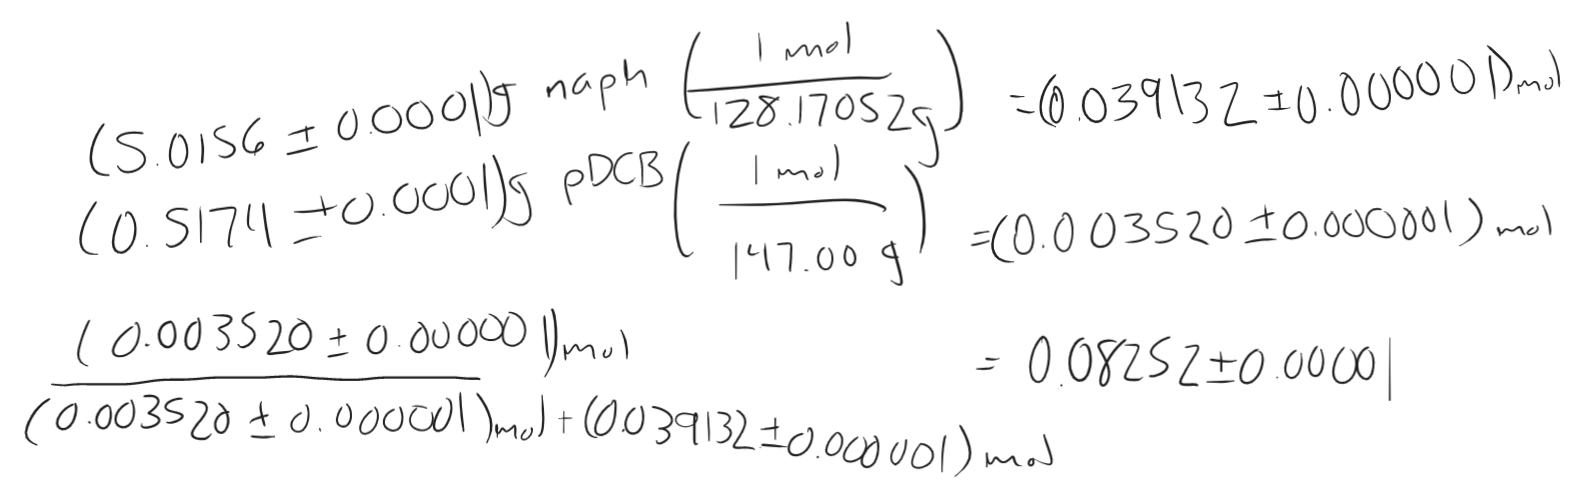 (5.0156 ± 0.0001)g naph (1 mol / 128.17052g) = (0.039132 ± 0.000001) mol
(0.5174 ± 0.0001)g pDCB (1 mol / 147.00 g) = (0.003520 ± 0.000001) mol
(0.003520 ± 0.000001) mol / (0.003520 ± 0.000001) mol + (0.039132 ± 0.000001) mol = 0.08252 ± 0.00001